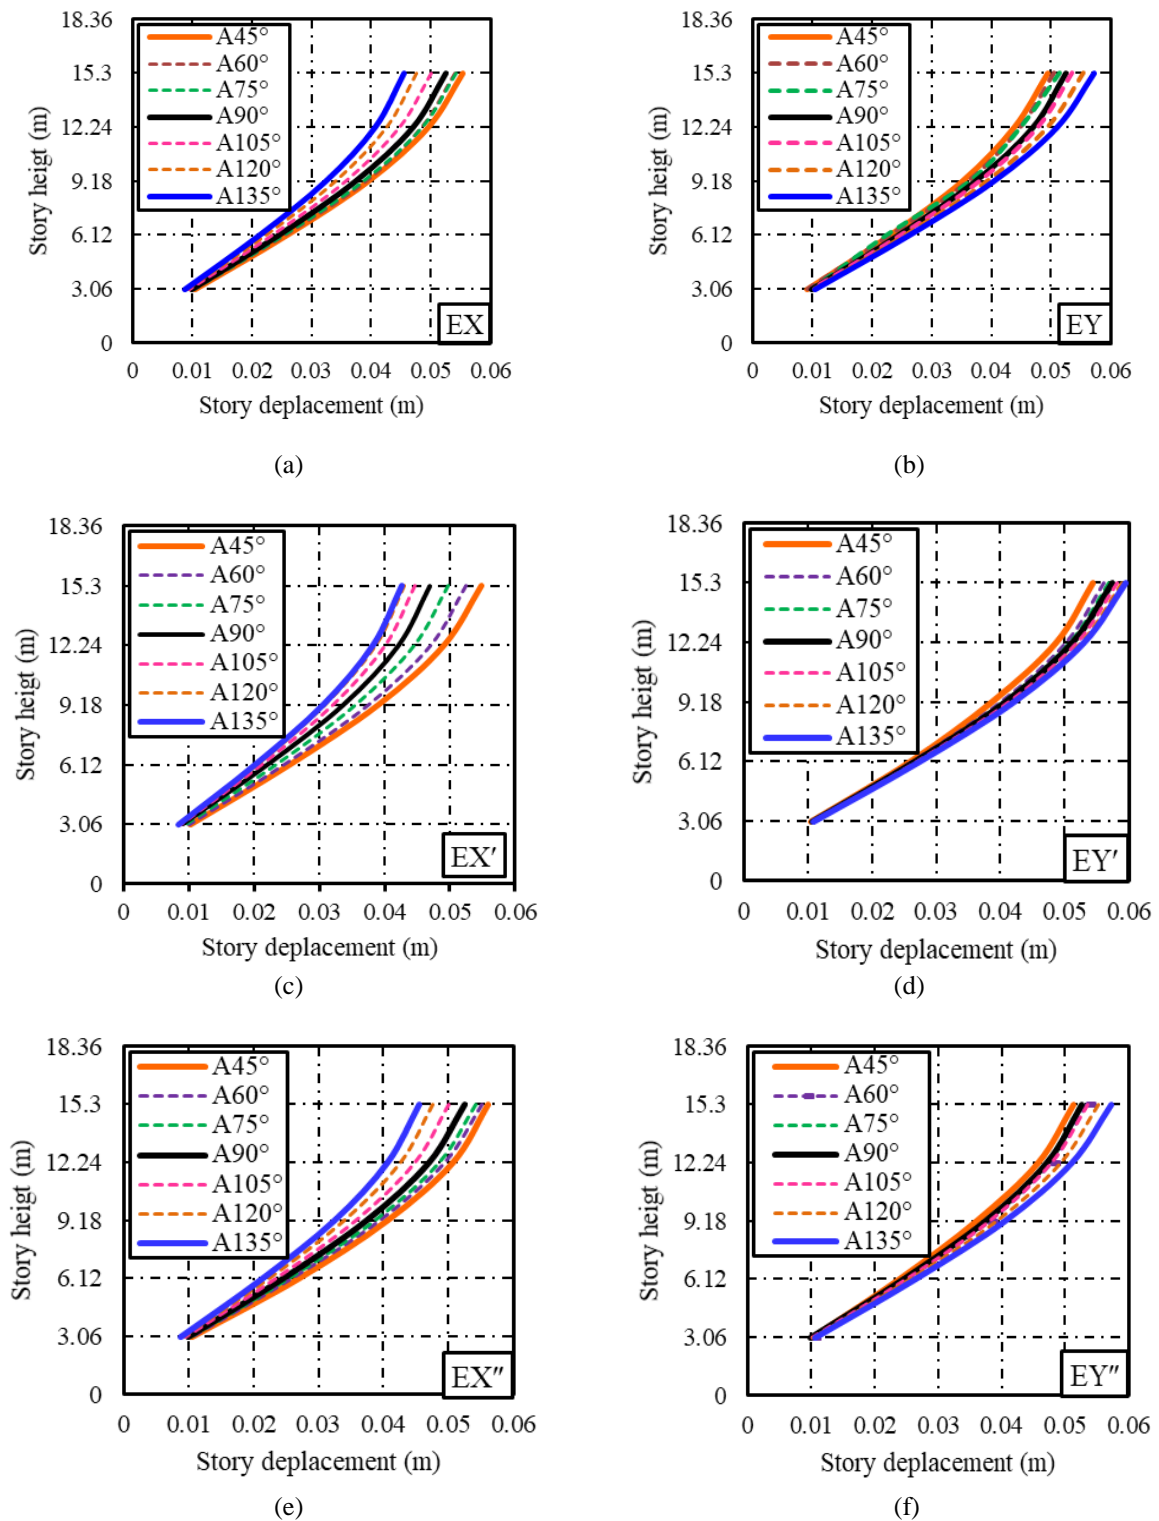 18.36
15.3
12.24
9.18
6.12
3.06
0
Story heigt (m)
A45°
A60°
A75°
A90°
A105°
A120°
A135°
EX
0 0.01 0.02 0.03 0.04 0.05 0.06
Story deplacement (m)
(a)
18.36
15.3
12.24
9.18
6.12
3.06
0
Story heigt (m)
A45°
A60°
A75°
A90°
A105°
A120°
A135°
EY
0 0.01 0.02 0.03 0.04 0.05 0.06
Story deplacement (m)
(b)
18.36
15.3
12.24
9.18
6.12
3.06
0
Story heigt (m)
A45°
A60°
A75°
A90°
A105°
A120°
A135°
EX′
0 0.01 0.02 0.03 0.04 0.05 0.06
Story deplacement (m)
(c)
18.36
15.3
12.24
9.18
6.12
3.06
0
Story heigt (m)
A45°
A60°
A75°
A90°
A105°
A120°
A135°
EY′
0 0.01 0.02 0.03 0.04 0.05 0.06
Story deplacement (m)
(d)
18.36
15.3
12.24
9.18
6.12
3.06
0
Story heigt (m)
A45°
A60°
A75°
A90°
A105°
A120°
A135°
EX″
0 0.01 0.02 0.03 0.04 0.05 0.06
Story deplacement (m)
(e)
18.36
15.3
12.24
9.18
6.12
3.06
0
Story heigt (m)
A45°
A60°
A75°
A90°
A105°
A120°
A135°
EY″
0 0.01 0.02 0.03 0.04 0.05 0.06
Story deplacement (m)
(f)